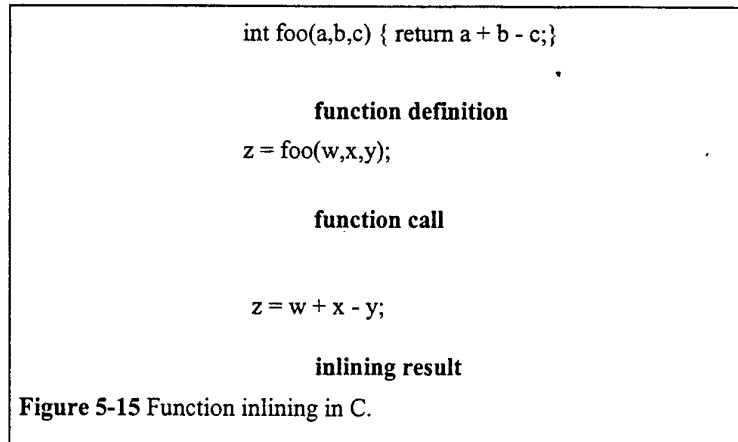 int foo(a,b,c) { return a + b - c;}
function definition
z = foo(w,x,y);
function call
z = w + x - y;
inlining result
Figure 5-15 Function inlining in C.